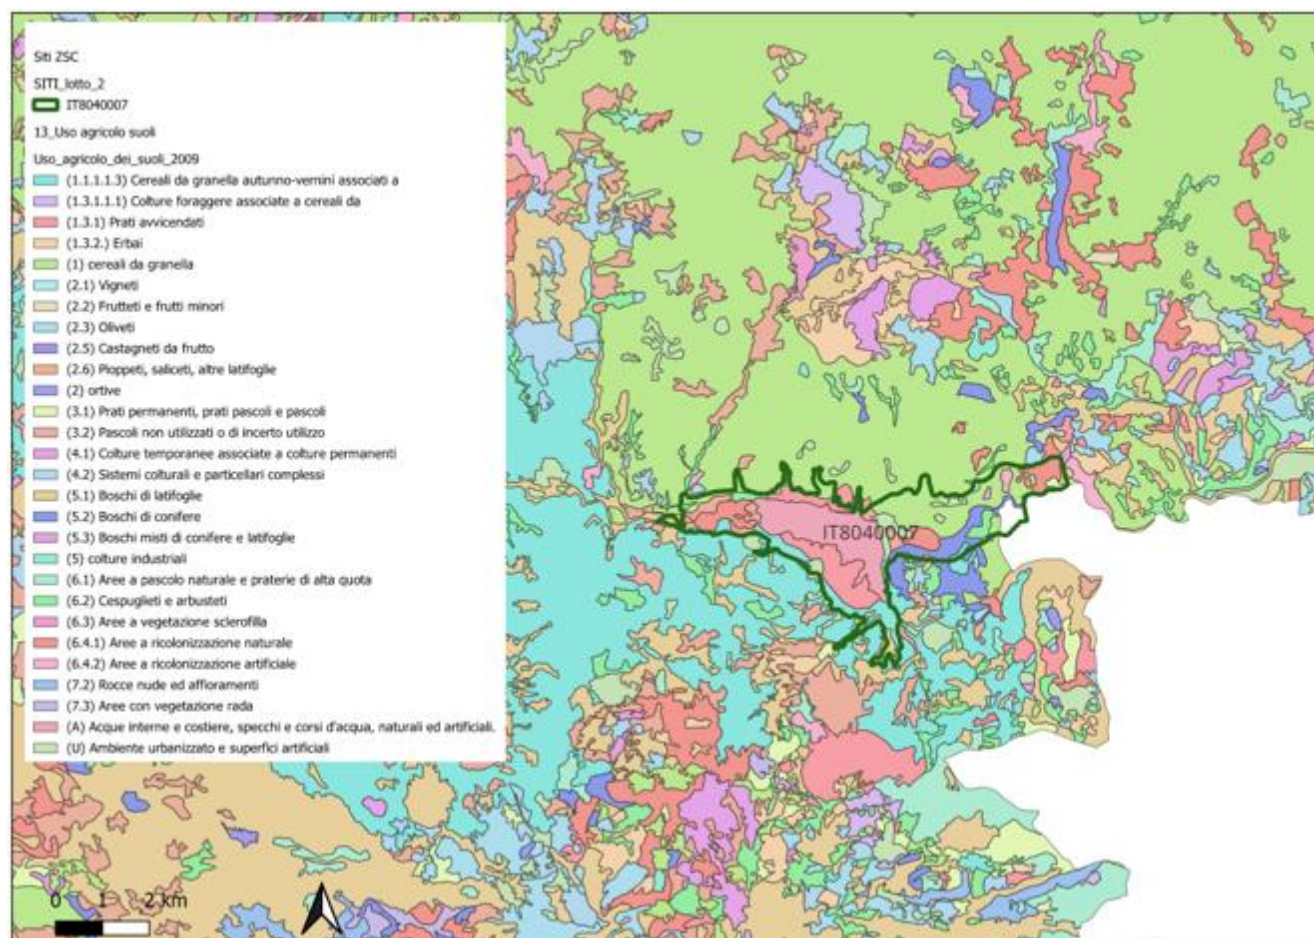 Siti ZSC
SITI_lotto_2
IT8040007
13_Uso agricolo suoli
Uso_agricolo_dei_suoli_2009
(1.1.1.1.3) Cereali da granella autunno-vernini associati a
(1.3.1.1.1) Colture foraggere associate a cereali da
(1.3.1) Prati avvicendati
(1.3.2.) Erbai
(1) cereali da granella
(2.1) Vigneti
(2.2) Frutteti e frutti minori
(2.3) Oliveti
(2.5) Castagneti da frutto
(2.6) Pioppeti, saliceti, altre latifoglie
(2) ortive
(3.1) Prati permanenti, prati pascoli e pascoli
(3.2) Pascoli non utilizzati o di incerto utilizzo
(4.1) Colture temporanee associate a colture permanenti
(4.2) Sistemi colturali e particellari complessi
(5.1) Boschi di latifoglie
(5.2) Boschi di conifere
(5.3) Boschi misti di conifere e latifoglie
(5) colture industriali
(6.1) Aree a pascolo naturale e praterie di alta quota
(6.2) Cespuglieti e arbusteti
(6.3) Aree a vegetazione sclerofilla
(6.4.1) Aree a ricolonizzazione naturale
(6.4.2) Aree a ricolonizzazione artificiale
(7.2) Rocce nude ed affioramenti
(7.3) Aree con vegetazione rada
(A) Acque interne e costiere, specchi e corsi d'acqua, naturali ed artificiali.
(U) Ambiente urbanizzato e superfici artificiali
IT8040007
0 1 2 km